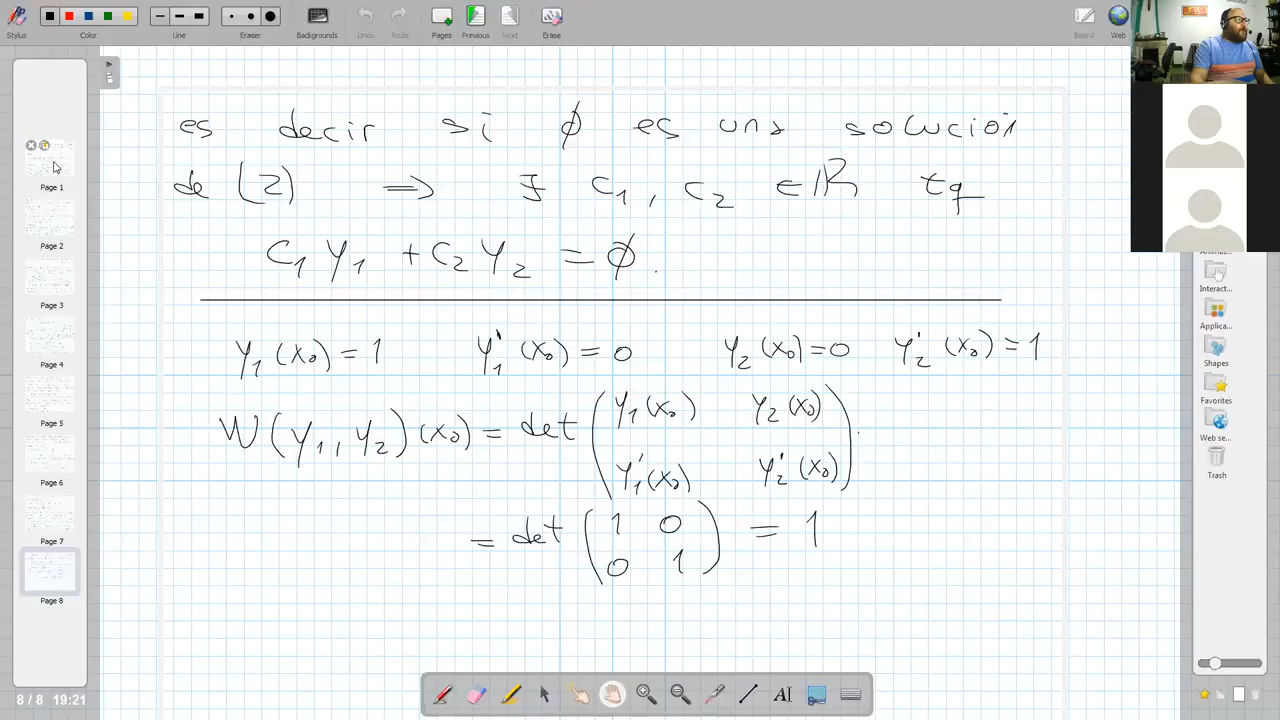 Stylus Color Line Eraser Backgrounds Undo Redo Pages Previous Next Erase Board Web
es decir si ϕ es una solución
de (2) ⟹ ∃ c₁, c₂ ∈ ℝ tq
c₁ y₁ + c₂ y₂ = ϕ.
y₁(x₀) = 1 y₁'(x₀) = 0 y₂(x₀) = 0 y₂'(x₀) = 1
W(y₁, y₂)(x₀) = det ( y₁(x₀) y₂(x₀)
y₁'(x₀) y₂'(x₀) )
= det ( 1 0
0 1 ) = 1
Page 1
Page 2
Page 3
Page 4
Page 5
Page 6
Page 7
Page 8
Interact...
Applica...
Shapes
Favorites
Web se...
Trash
8 / 8 19:21